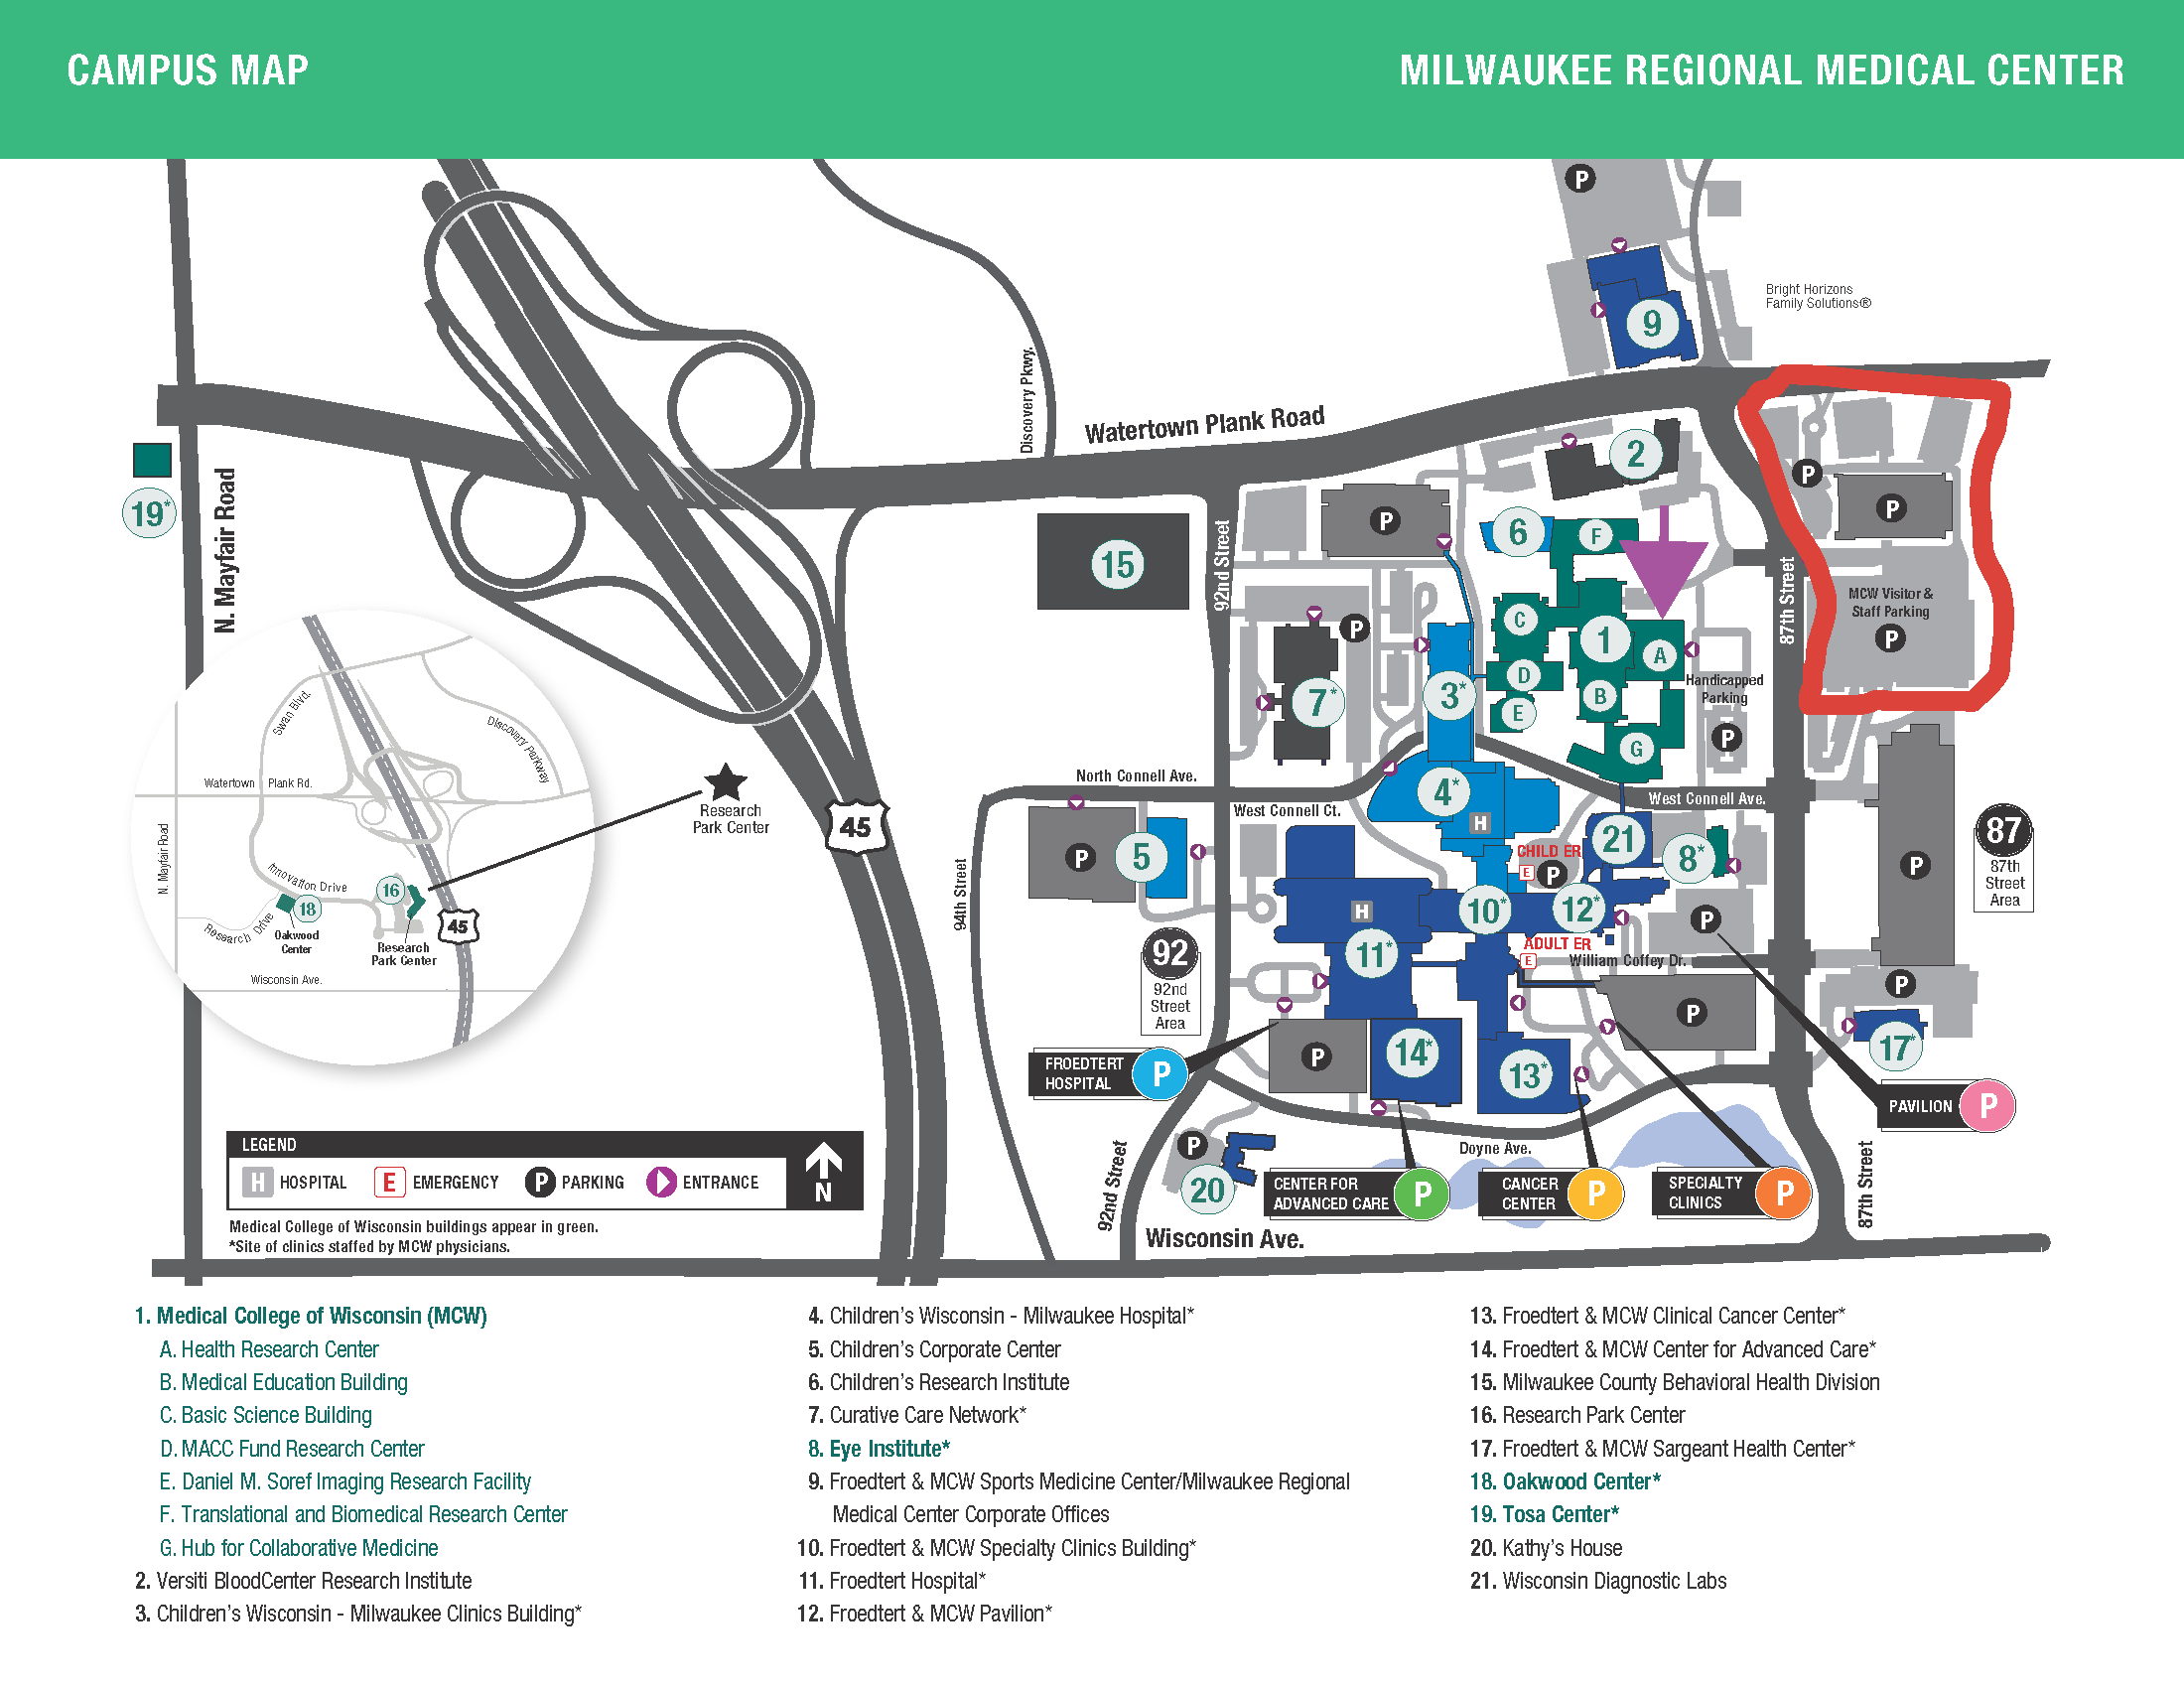 CAMPUS MAP
MILWAUKEE REGIONAL MEDICAL CENTER
P
Bright Horizons
Family Solutions®
9
Discovery Pkwy.
Watertown Plank Road
2
P
P
P
19*
N. Mayfair Road
15
92nd Street
6
F
87th Street
MCW Visitor &
Staff Parking
P
C
1
A
P
D
B
E
Handicapped
Parking
7*
3*
G
P
Swan Blvd.
Discovery Parkway
Watertown Plank Rd.
N. Mayfair Road
Innovation Drive
16
18
Research Drive
Oakwood
Center
Research
Park Center
45
Wisconsin Ave.
Research
Park Center
45
North Connell Ave.
West Connell Ct.
West Connell Ave.
4*
H
21
8*
CHILD ER
E
P
P
5
94th Street
H
10*
12*
P
P
87
87th
Street
Area
92
92nd
Street
Area
11*
ADULT ER
E
William Coffey Dr.
P
P
P
14*
13*
17*
FROEDTERT
HOSPITAL
P
PAVILION
P
P
20
92nd Street
Doyne Ave.
87th Street
CENTER FOR
ADVANCED CARE
P
CANCER
CENTER
P
SPECIALTY
CLINICS
P
Wisconsin Ave.
LEGEND
H HOSPITAL
E EMERGENCY
P PARKING
ENTRANCE
N
Medical College of Wisconsin buildings appear in green.
*Site of clinics staffed by MCW physicians.
1. Medical College of Wisconsin (MCW)
A. Health Research Center
B. Medical Education Building
C. Basic Science Building
D. MACC Fund Research Center
E. Daniel M. Soref Imaging Research Facility
F. Translational and Biomedical Research Center
G. Hub for Collaborative Medicine
2. Versiti BloodCenter Research Institute
3. Children's Wisconsin - Milwaukee Clinics Building*
4. Children's Wisconsin - Milwaukee Hospital*
5. Children's Corporate Center
6. Children's Research Institute
7. Curative Care Network*
8. Eye Institute*
9. Froedtert & MCW Sports Medicine Center/Milwaukee Regional
Medical Center Corporate Offices
10. Froedtert & MCW Specialty Clinics Building*
11. Froedtert Hospital*
12. Froedtert & MCW Pavilion*
13. Froedtert & MCW Clinical Cancer Center*
14. Froedtert & MCW Center for Advanced Care*
15. Milwaukee County Behavioral Health Division
16. Research Park Center
17. Froedtert & MCW Sargeant Health Center*
18. Oakwood Center*
19. Tosa Center*
20. Kathy's House
21. Wisconsin Diagnostic Labs